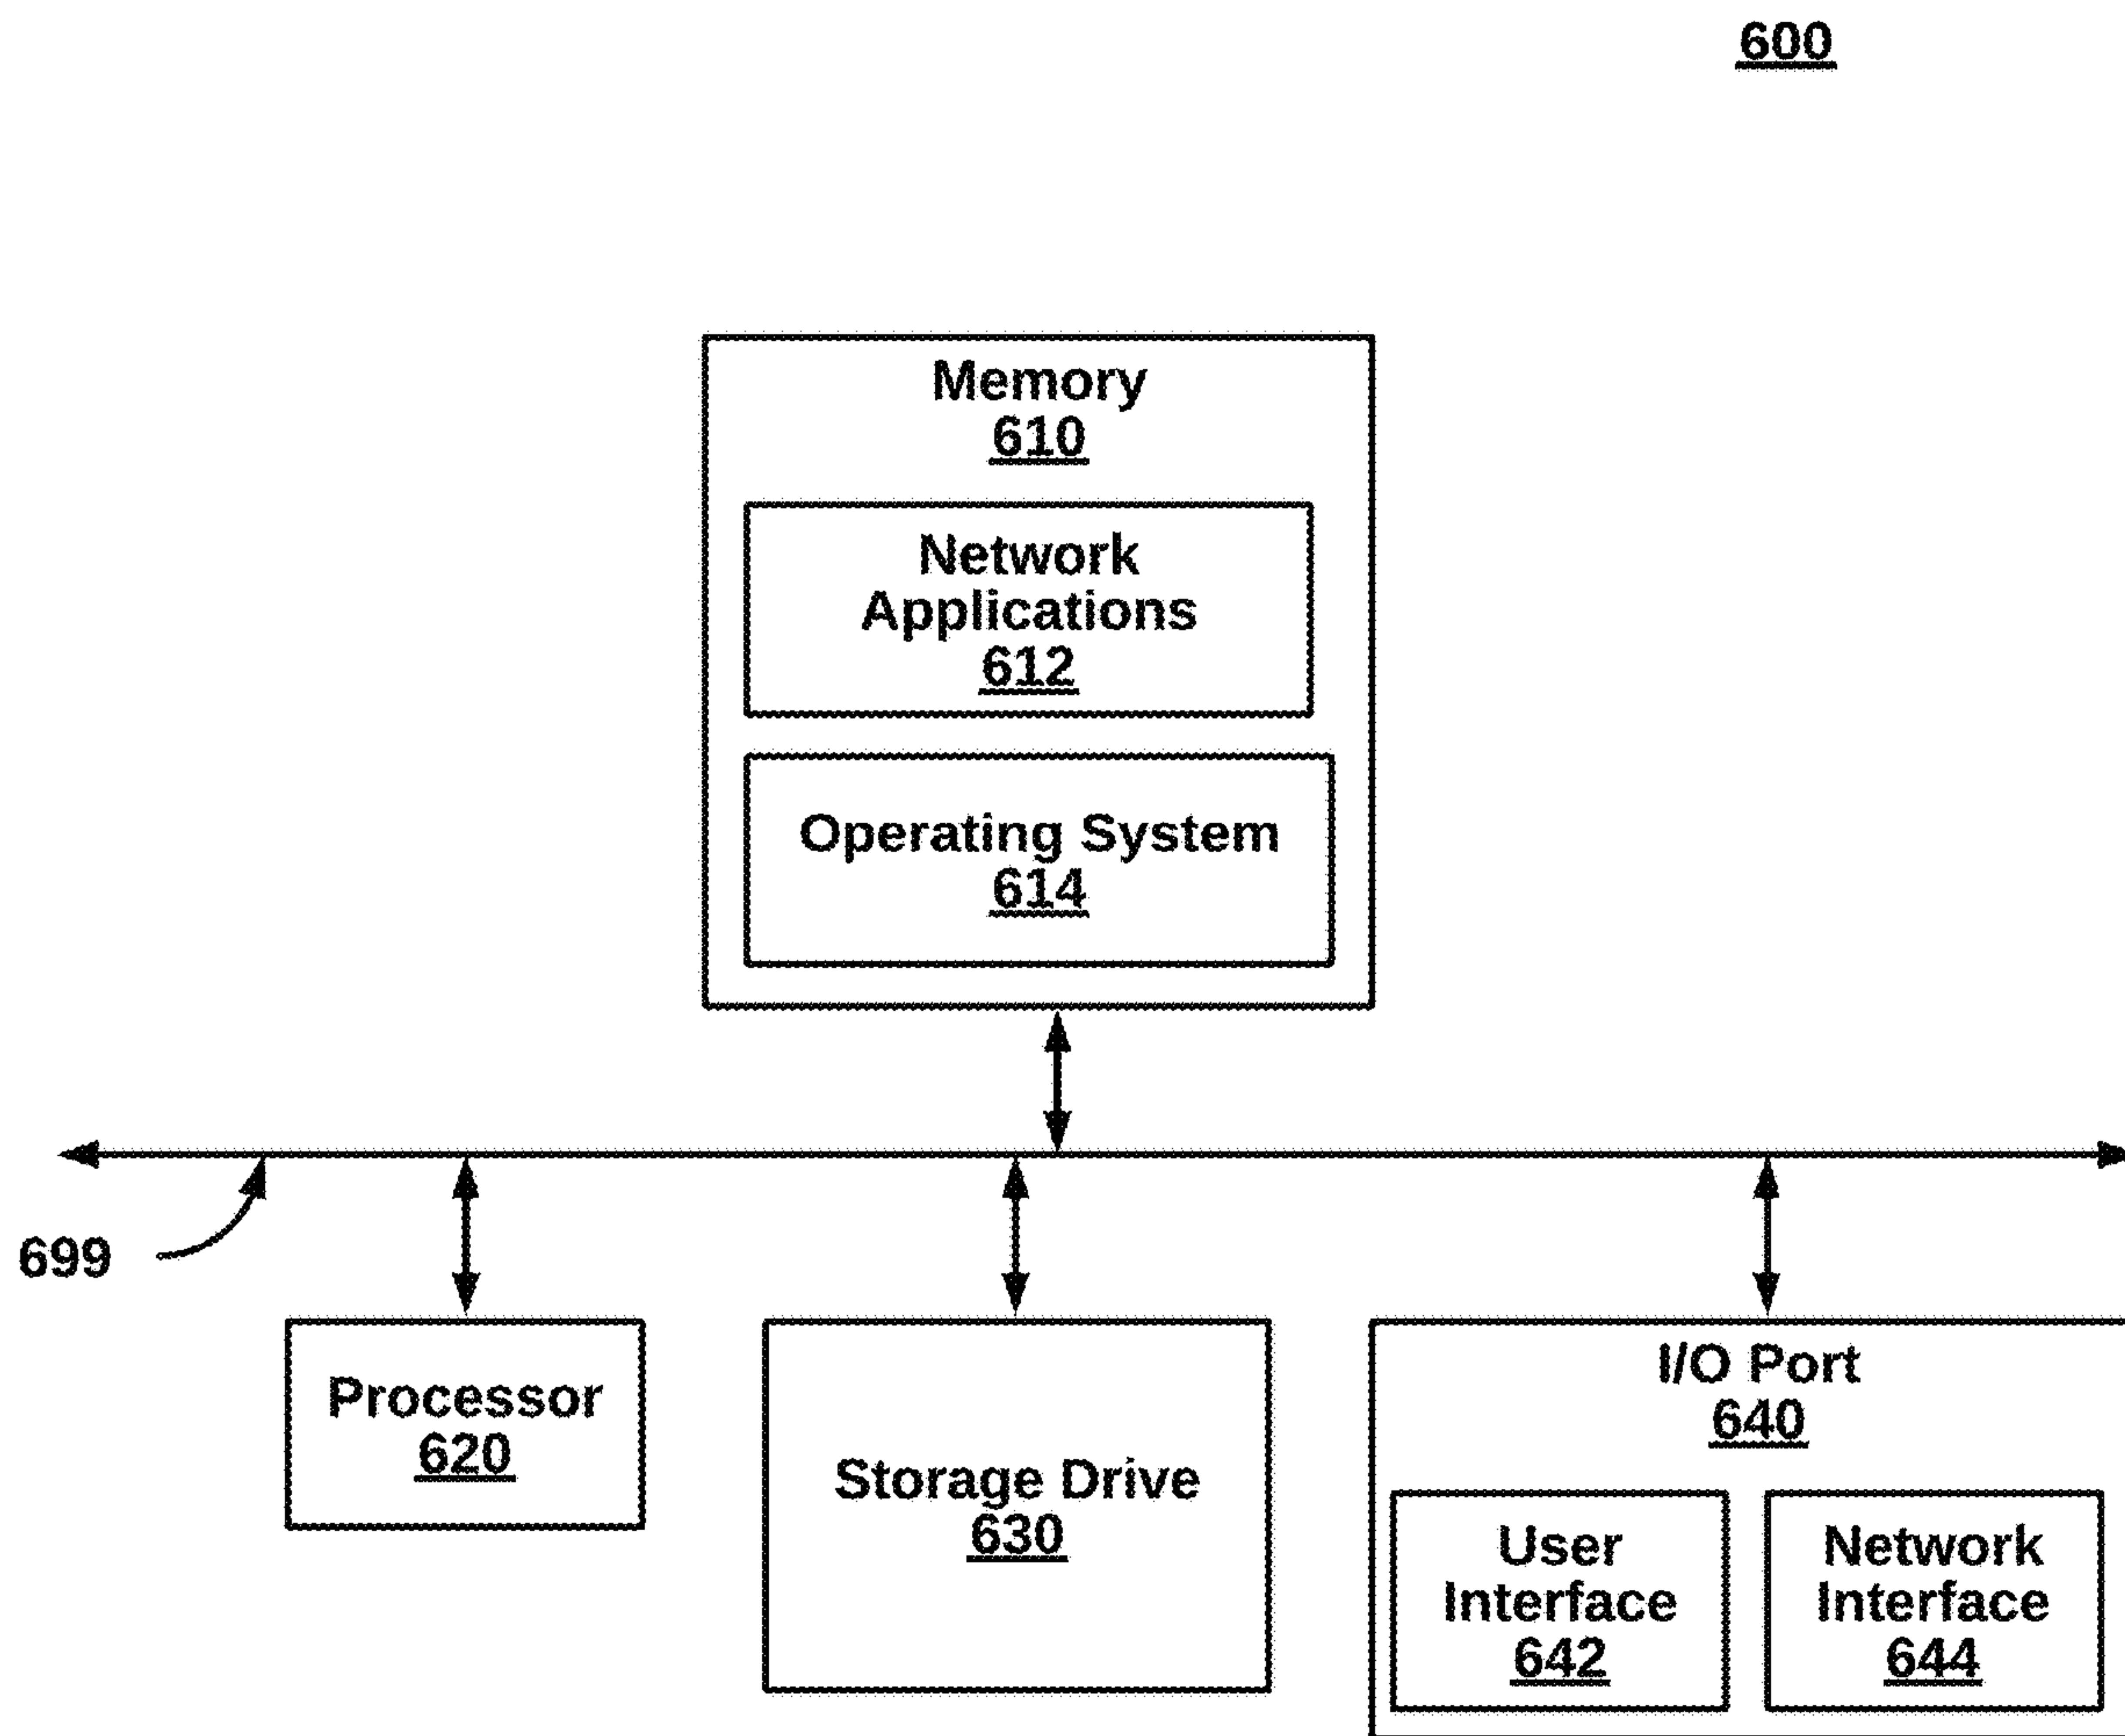 600
Memory
610
Network
Applications
612
Operating System
614
699
Processor
620
Storage Drive
630
I/O Port
640
User
Interface
642
Network
Interface
644